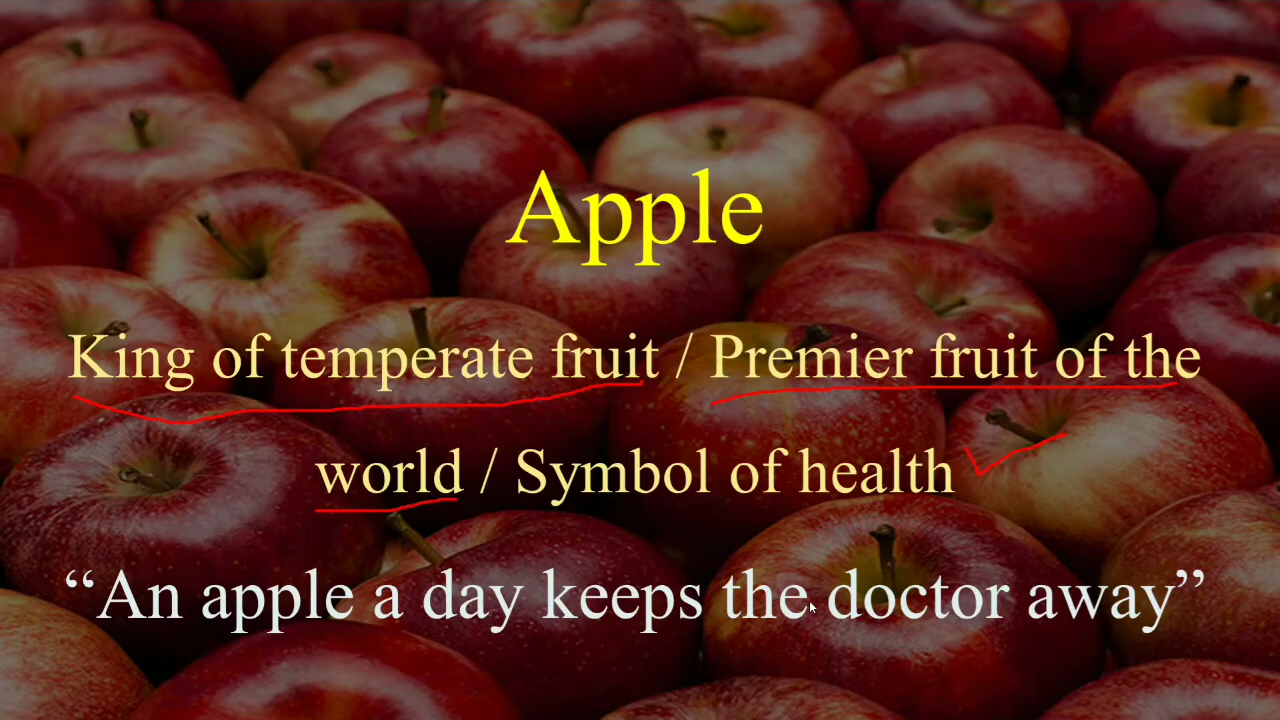 Apple
King of temperate fruit / Premier fruit of the
world / Symbol of health
“An apple a day keeps the doctor away”